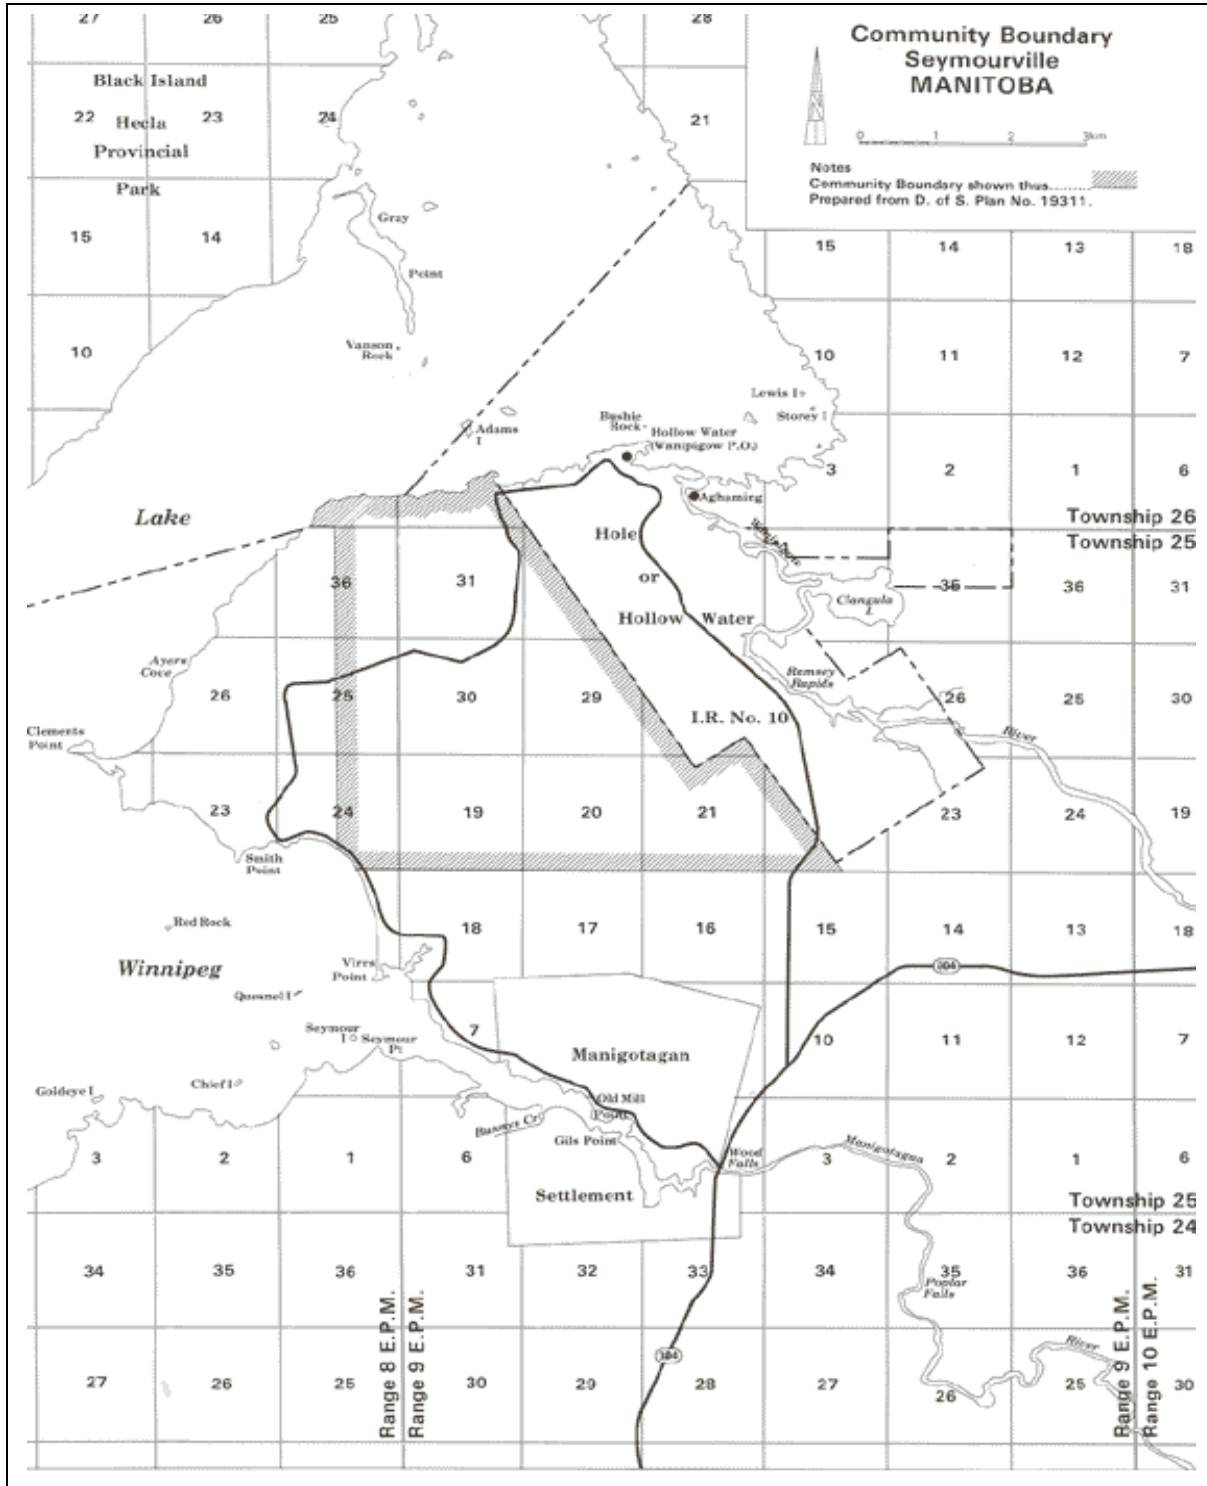 27 26 25 28
Community Boundary
Seymourville
MANITOBA
Black Island
22 Hecla 23 24 21
Provincial
Park
0 1 2 3km
Notes
Community Boundary shown thus........
Prepared from D. of S. Plan No. 19311.
Gray
Point
15 14 15 14 13 18
Vanson
Rock
10 10 11 12 7
Lewis I
Storey I
Adams
I
Bushie
Rock
Hollow Water
(Wanipigow P.O.)
3 2 1 6
Aghaming
Lake
Township 26
Township 25
Hole
or
Hollow Water
I.R. No. 10
36 31 35 36 31
Clangula
I.
Ayers
Cove
Ramsey
Rapids
26 25 30 29 26 25 30
Clements
Point
River
23 24 19 20 21 23 24 19
Smith
Point
Red Rock
18 17 16 15 14 13 18
Winnipeg
Virrs
Point
304
Quesnel I
Seymour
I
Seymour
Pt
7 10 11 12 7
Manigotagan
Goldeye I
Chief I
Old Mill
Point
Gils Point
Wood
Falls
Manigotagan
3 2 1 6 3 2 1 6
Settlement
Township 25
Township 24
34 35 36 31 32 33 34 35 36 31
Poplar
Falls
Range 8 E.P.M.
Range 9 E.P.M.
Range 9 E.P.M.
Range 10 E.P.M.
304
River
27 26 25 30 29 28 27 26 25 30